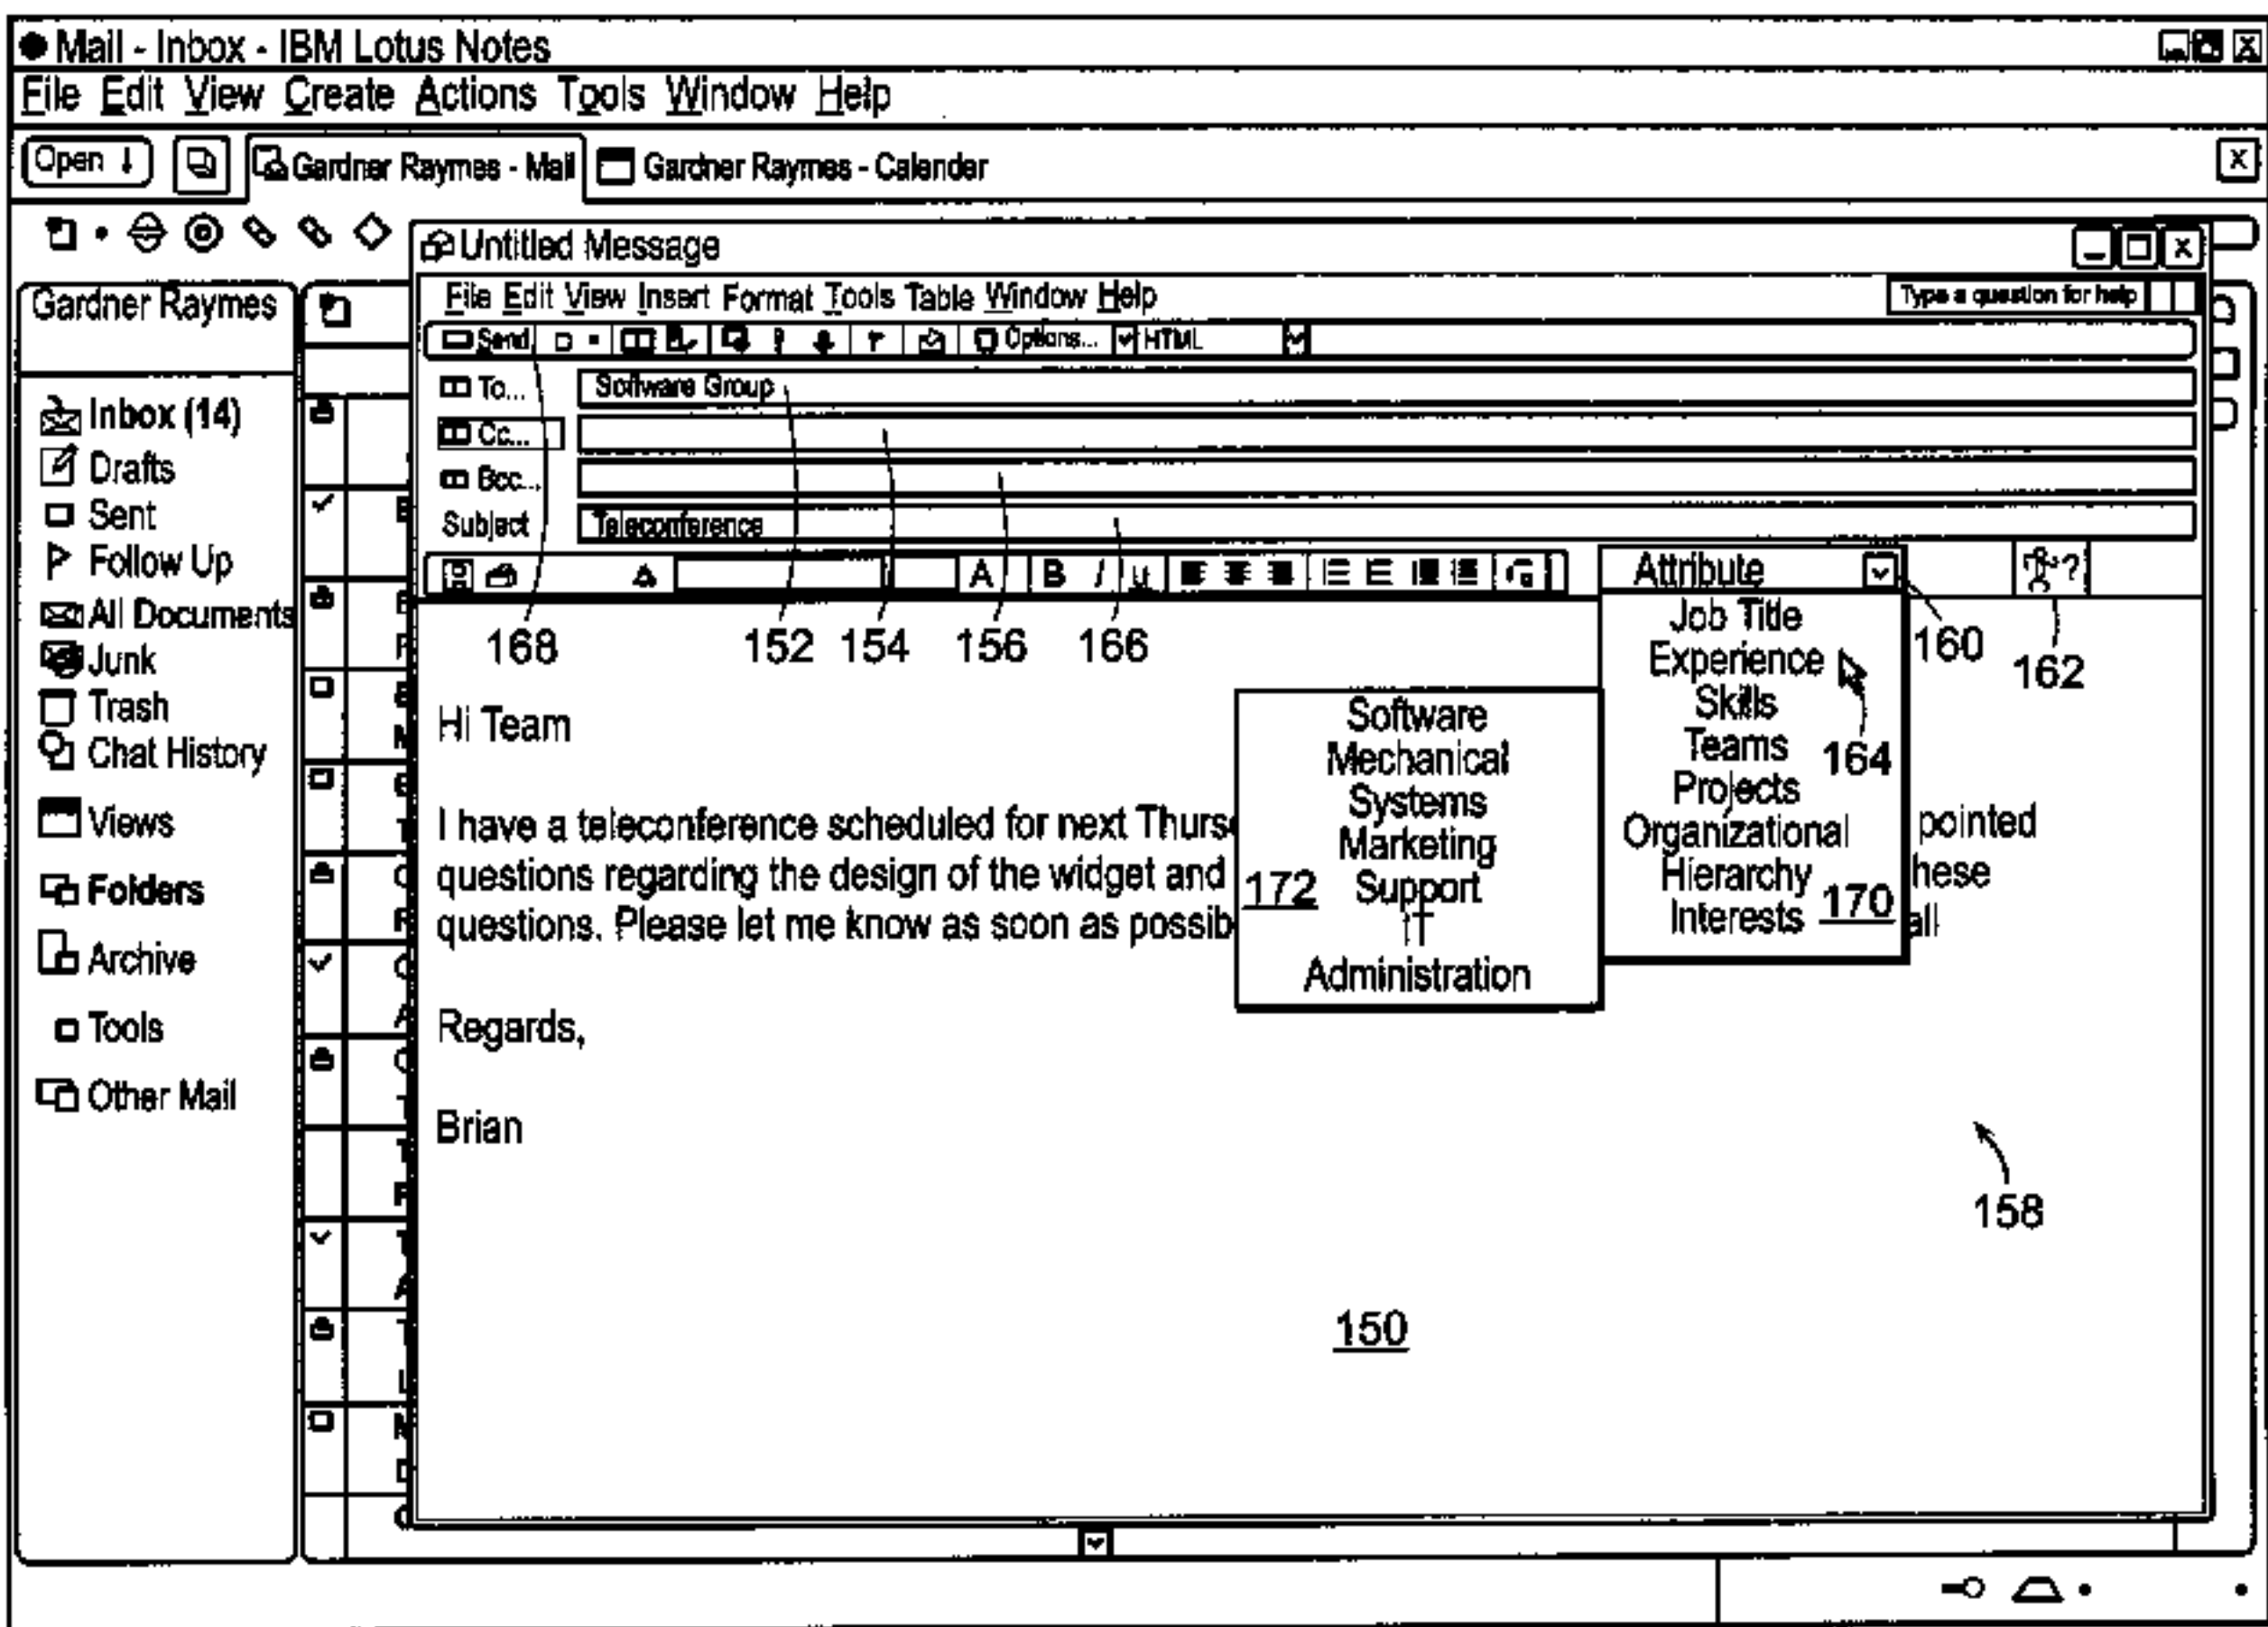 Mail - Inbox - IBM Lotus Notes
File Edit View Create Actions Tools Window Help
Open Gardner Raymes - Mail Gardner Raymes - Calender X
Untitled Message X
Gardner Raymes
File Edit View Insert Format Tools Table Window Help Type a question for help
Send Options... HTML
To... Software Group
Cc...
Bcc...
Subject Teleconference
A B I u Attribute ?
Inbox (14)
Drafts
Sent
Follow Up
All Documents
Junk
Trash
Chat History
Views
Folders
Archive
Tools
Other Mail
168 152 154 156 166 160 162
Job Title
Experience
Skills
Teams 164
Projects
Organizational
Hierarchy
Interests 170
Software
Mechanical
Systems
Marketing
172 Support
IT
Administration
Hi Team
I have a teleconference scheduled for next pointed
questions regarding the design of the widget and
questions. Please let me know as soon as all
Regards,
Brian
158
150